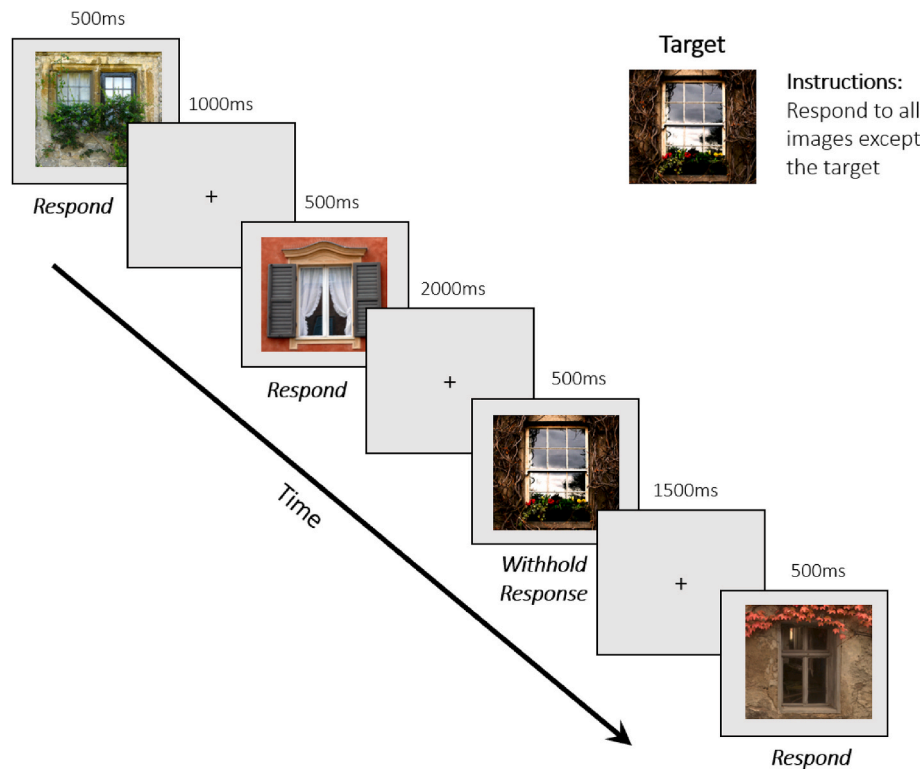 500ms
Target
Instructions:
Respond to all
images except
the target
1000ms
Respond
+
500ms
2000ms
Respond
+
500ms
Time
1500ms
Withhold
Response
+
500ms
Respond